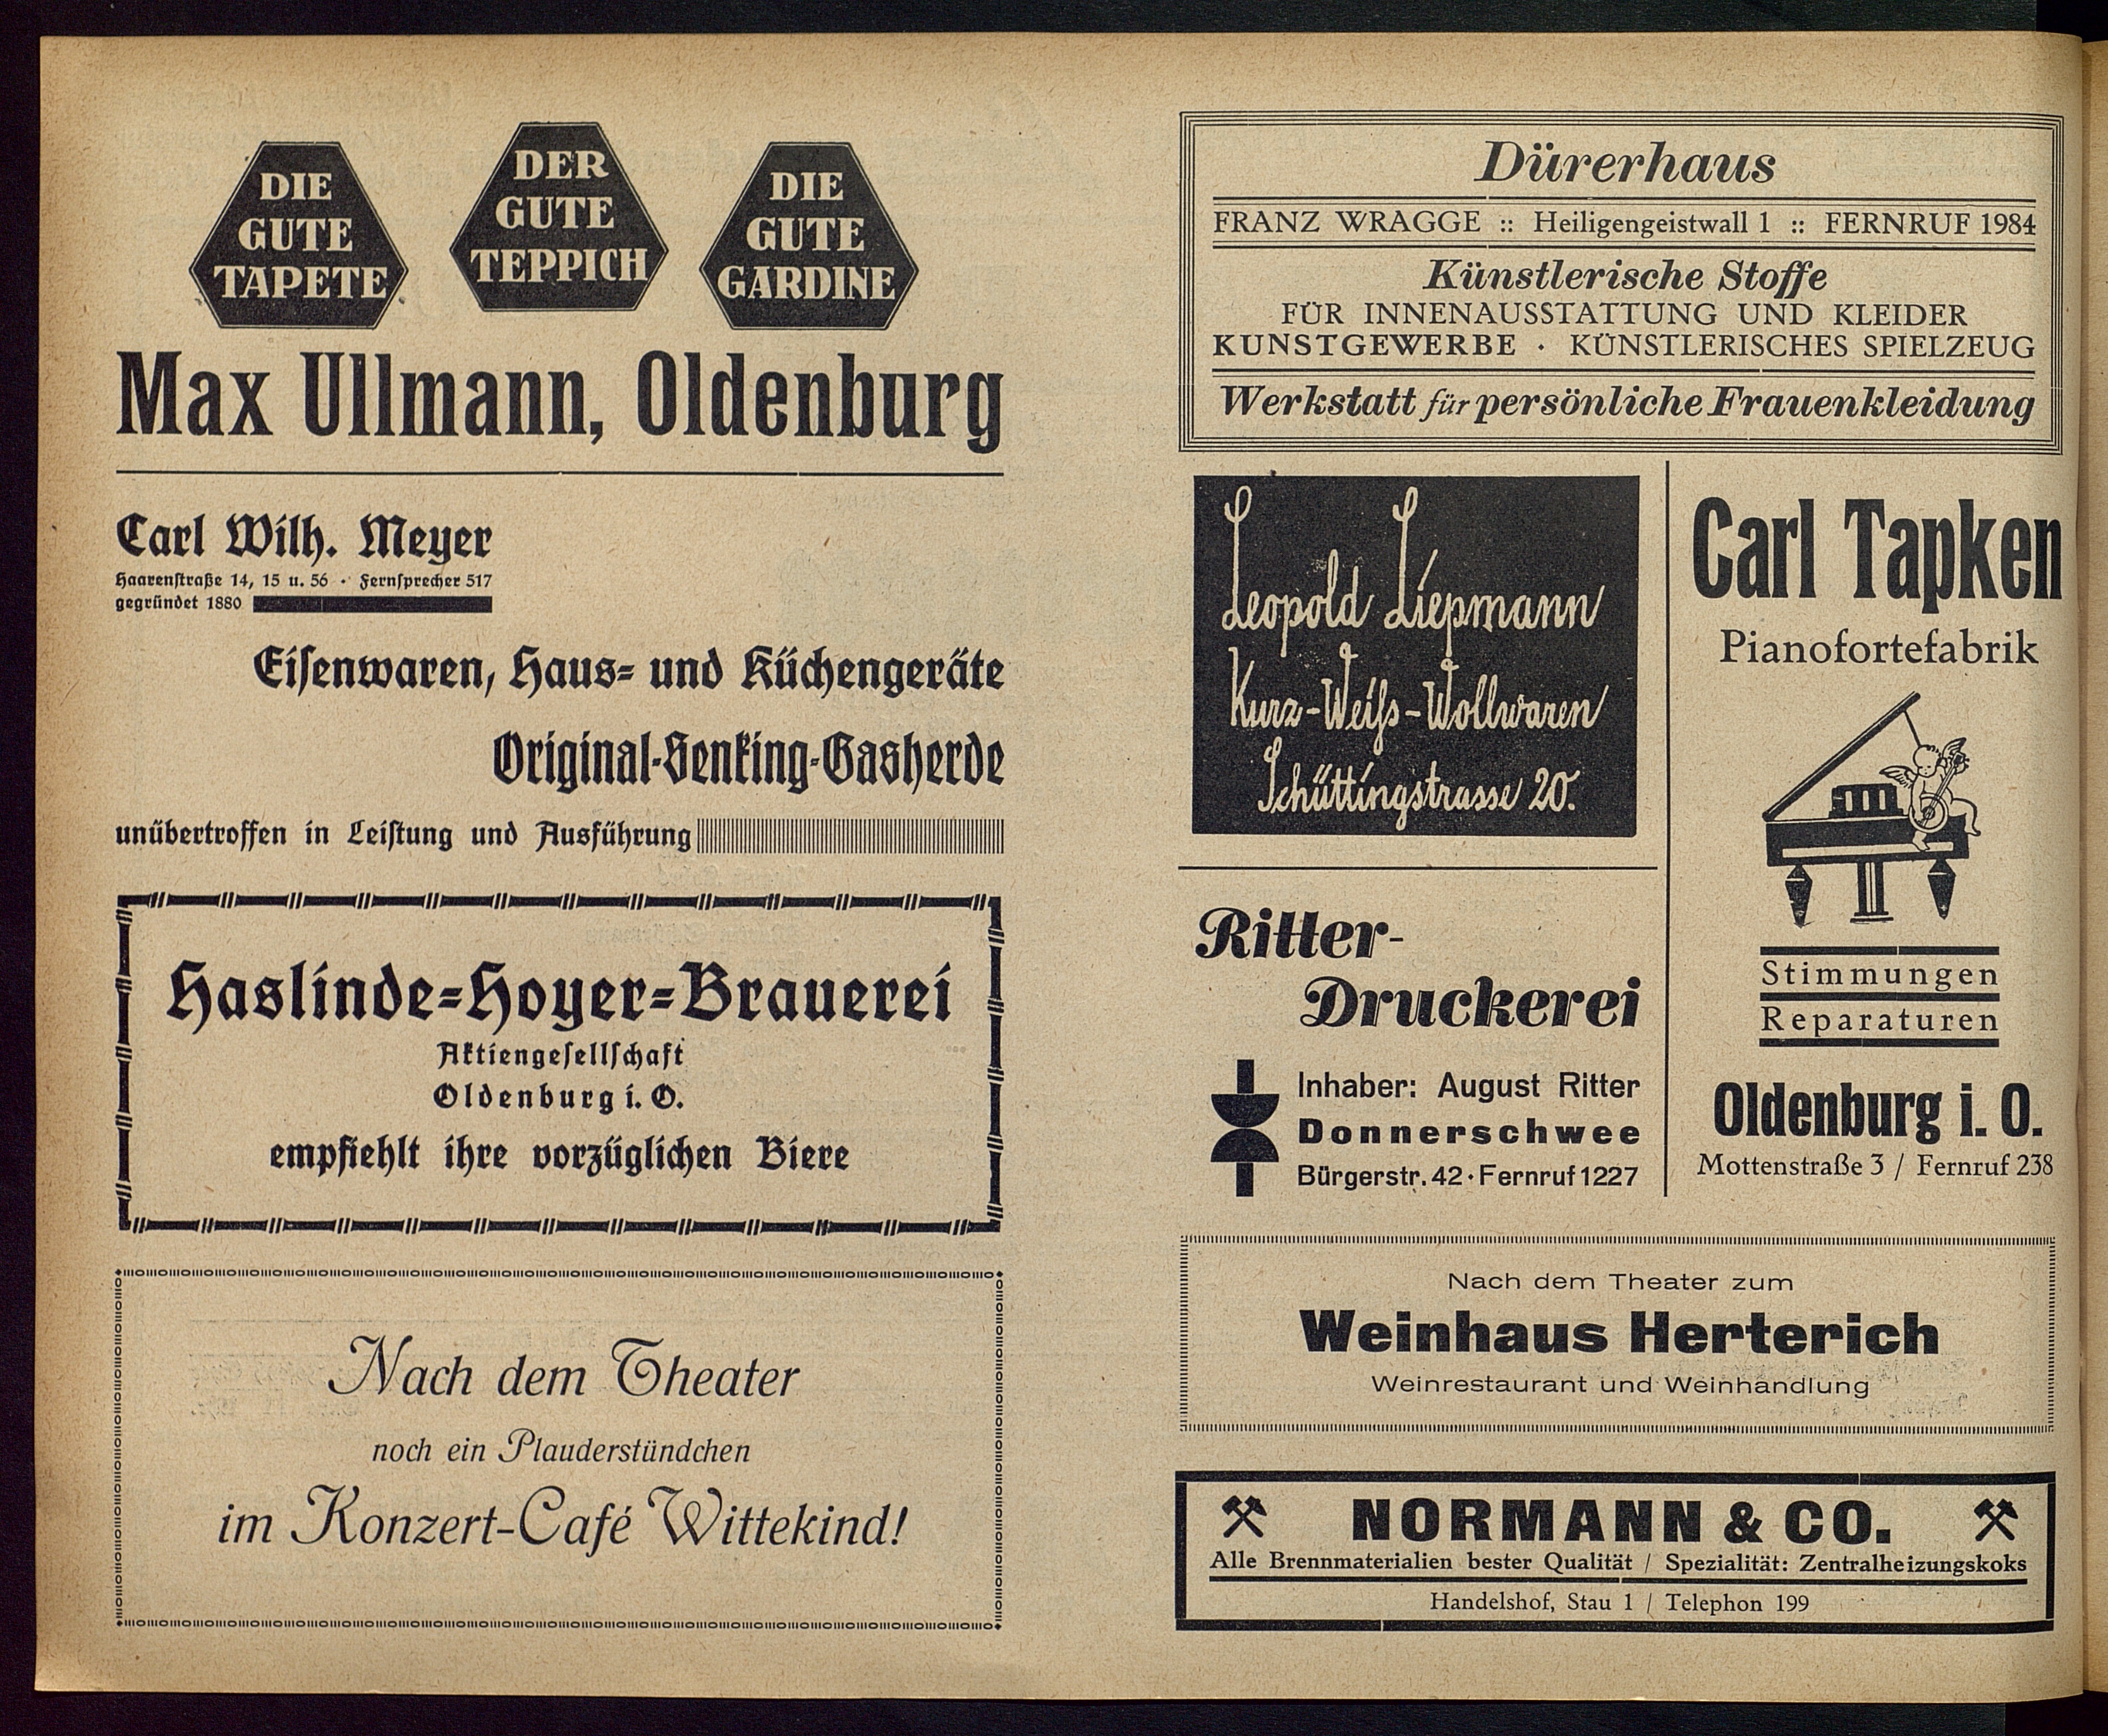 DIE
GUTE
TAPETE
DER
GUTE
TEPPICH
DIE
GUTE
GARDINE
Max Ullmann, Oldenburg
Carl Wilh. Meyer
Haarenſtraße 14, 15 u. 56 · Fernſprecher 517
gegründet 1880
Eiſenwaren, Haus- und Küchengeräte
Original-Senking-Gasherde
unübertroffen in Leiſtung und Ausführung
Haslinde-Hoyer-Brauerei
Aktiengeſellſchaft
Oldenburg i. O.
empfiehlt ihre vorzüglichen Biere
Nach dem Theater
noch ein Plauderstündchen
im Konzert-Café Wittekind!
Dürerhaus
FRANZ WRAGGE :: Heiligengeistwall 1 :: FERNRUF 1984
Künstlerische Stoffe
FÜR INNENAUSSTATTUNG UND KLEIDER
KUNSTGEWERBE · KÜNSTLERISCHES SPIELZEUG
Werkstatt für persönliche Frauenkleidung
Leopold Liepmann
Kurz-Weiſs-Wollwaren
Schüttingstrasse 20.
Ritter-
Druckerei
Inhaber: August Ritter
Donnerschwee
Bürgerstr. 42 · Fernruf 1227
Carl Tapken
Pianofortefabrik
Stimmungen
Reparaturen
Oldenburg i. O.
Mottenstraße 3 / Fernruf 238
Nach dem Theater zum
Weinhaus Herterich
Weinrestaurant und Weinhandlung
NORMANN & CO.
Alle Brennmaterialien bester Qualität / Spezialität: Zentralheizungskoks
Handelshof, Stau 1 / Telephon 199